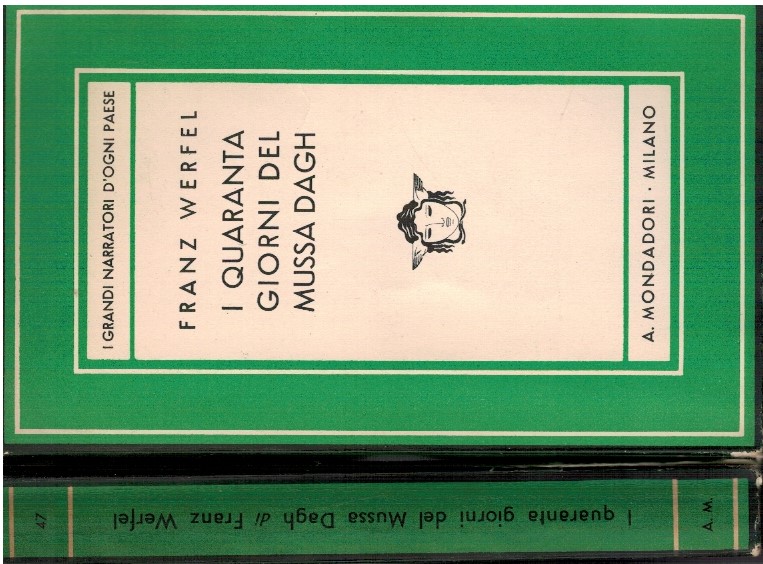 I GRANDI NARRATORI D'OGNI PAESE
FRANZ WERFEL
I QUARANTA
GIORNI DEL
MUSSA DAGH
A. MONDADORI · MILANO
47
I quaranta giorni del Mussa Dagh di Franz Werfel
A. M.